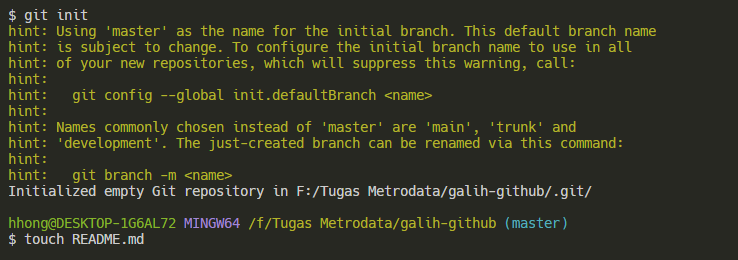 $ git init
hint: Using 'master' as the name for the initial branch. This default branch name
hint: is subject to change. To configure the initial branch name to use in all
hint: of your new repositories, which will suppress this warning, call:
hint:
hint:   git config --global init.defaultBranch <name>
hint:
hint: Names commonly chosen instead of 'master' are 'main', 'trunk' and
hint: 'development'. The just-created branch can be renamed via this command:
hint:
hint:   git branch -m <name>
Initialized empty Git repository in F:/Tugas Metrodata/galih-github/.git/
hhong@DESKTOP-1G6AL72 MINGW64 /f/Tugas Metrodata/galih-github (master)
$ touch README.md